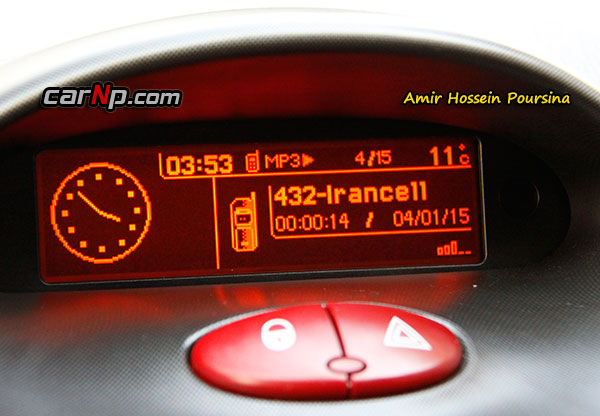 carNp.com
Amir Hossein Poursina
03:53 MP3 4/15 11°C
432-Irancell
00:00:14 / 04/01/15